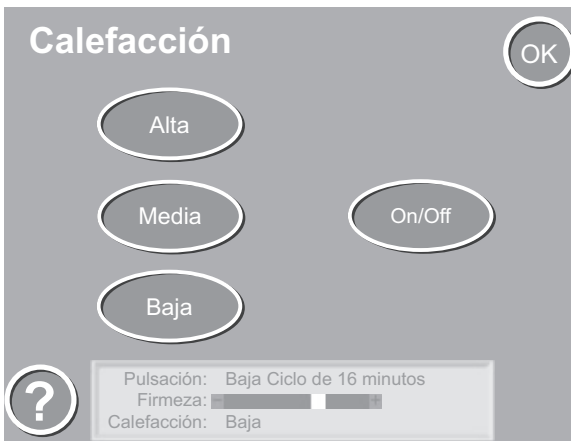 Calefacción
OK
Alta
Media
On/Off
Baja
?
Pulsación: Baja Ciclo de 16 minutos
Firmeza: - +
Calefacción: Baja